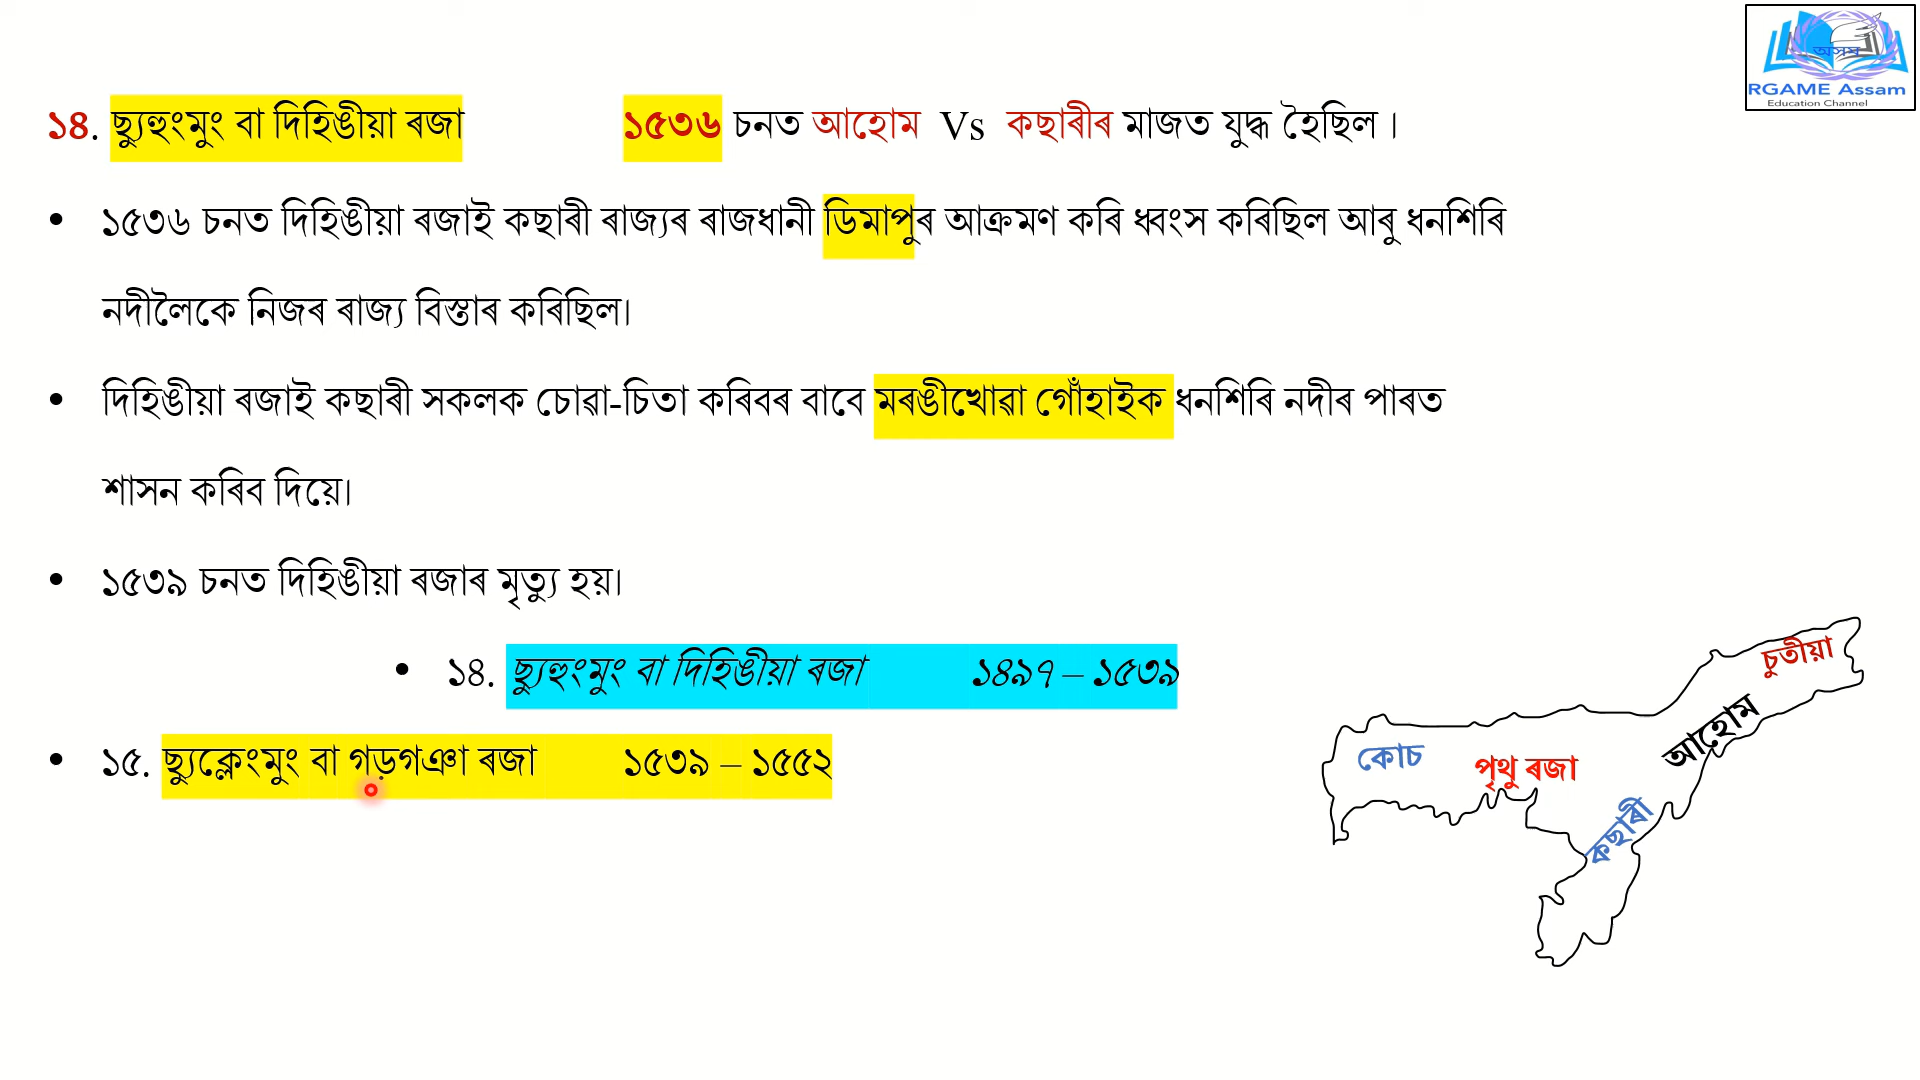 অসম
RGAME Assam
Education Channel
১৪. ছ্যুহুংমুং বা দিহিঙীয়া ৰজা ১৫৩৬ চনত আহোম Vs কছাৰীৰ মাজত যুদ্ধ হৈছিল ।
• ১৫৩৬ চনত দিহিঙীয়া ৰজাই কছাৰী ৰাজ্যৰ ৰাজধানী ডিমাপুৰ আক্ৰমণ কৰি ধ্বংস কৰিছিল আৰু ধনশিৰি
নদীলৈকে নিজৰ ৰাজ্য বিস্তাৰ কৰিছিল।
• দিহিঙীয়া ৰজাই কছাৰী সকলক চোৱা-চিতা কৰিবৰ বাবে মৰঙীখোৱা গোঁহাইক ধনশিৰি নদীৰ পাৰত
শাসন কৰিব দিয়ে।
• ১৫৩৯ চনত দিহিঙীয়া ৰজাৰ মৃত্যু হয়।
• ১৪. ছ্যুহুংমুং বা দিহিঙীয়া ৰজা ১৪৯৭ – ১৫৩৯
• ১৫. ছ্যুক্লেংমুং বা গড়গঞা ৰজা ১৫৩৯ – ১৫৫২
চুতীয়া
আহোম
কোচ
পৃথু ৰজা
কছাৰী